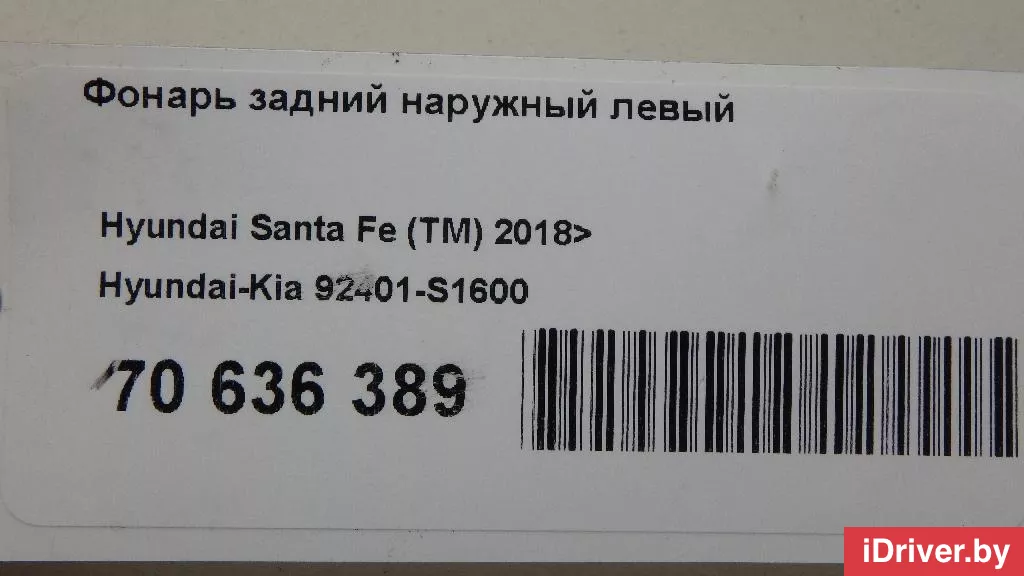 Фонарь задний наружный левый
Hyundai Santa Fe (TM) 2018>
Hyundai-Kia 92401-S1600
70 636 389
iDriver.by